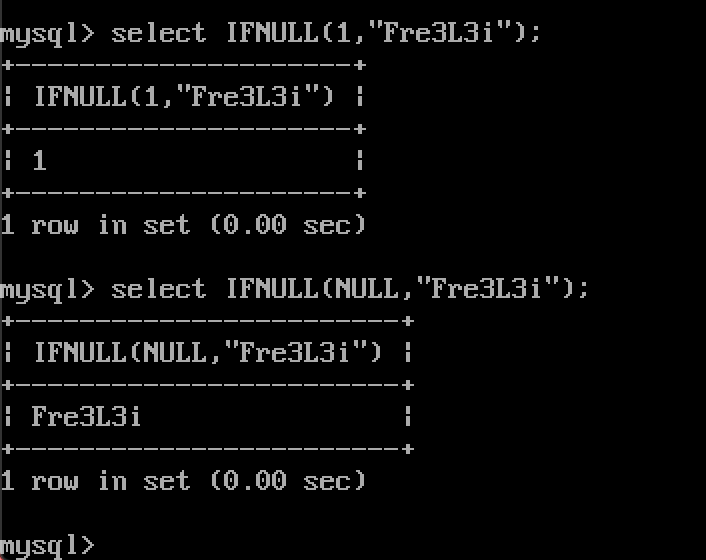 mysql> select IFNULL(1,"Fre3L3i");
+--------------------+
| IFNULL(1,"Fre3L3i") |
+--------------------+
| 1                   |
+--------------------+
1 row in set (0.00 sec)
mysql> select IFNULL(NULL,"Fre3L3i");
+-----------------------+
| IFNULL(NULL,"Fre3L3i") |
+-----------------------+
| Fre3L3i                |
+-----------------------+
1 row in set (0.00 sec)
mysql>